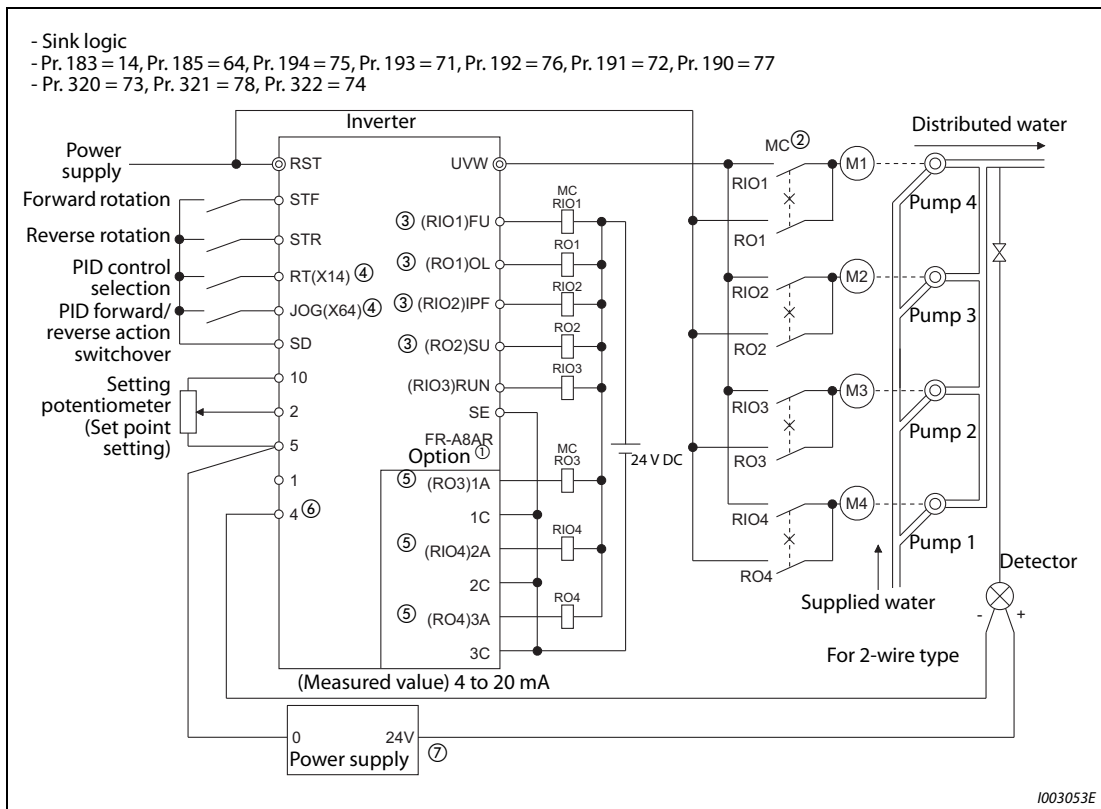 - Sink logic
- Pr. 183 = 14, Pr. 185 = 64, Pr. 194 = 75, Pr. 193 = 71, Pr. 192 = 76, Pr. 191 = 72, Pr. 190 = 77
- Pr. 320 = 73, Pr. 321 = 78, Pr. 322 = 74
Inverter
Power
supply
RST
Forward rotation
STF
Reverse rotation
STR
PID control
selection
RT(X14) ④
PID forward/
reverse action
switchover
JOG(X64)④
SD
Setting
potentiometer
(Set point
setting)
10
2
5
1
4 ⑥
UVW
③ (RIO1)FU
③ (RO1)OL
③ (RIO2)IPF
③ (RO2)SU
(RIO3)RUN
SE
FR-A8AR
Option ①
⑤ (RO3)1A
1C
⑤ (RIO4)2A
2C
⑤ (RO4)3A
3C
MC
RIO1
RO1
RIO2
RO2
RIO3
MC
RO3
RIO4
RO4
24 V DC
MC②
RIO1
RO1
M1
RIO2
RO2
M2
RIO3
RO3
M3
RIO4
RO4
M4
Distributed water
Pump 4
Pump 3
Pump 2
Pump 1
Supplied water
Detector
- +
For 2-wire type
(Measured value) 4 to 20 mA
0 24V
Power supply
⑦
I003053E